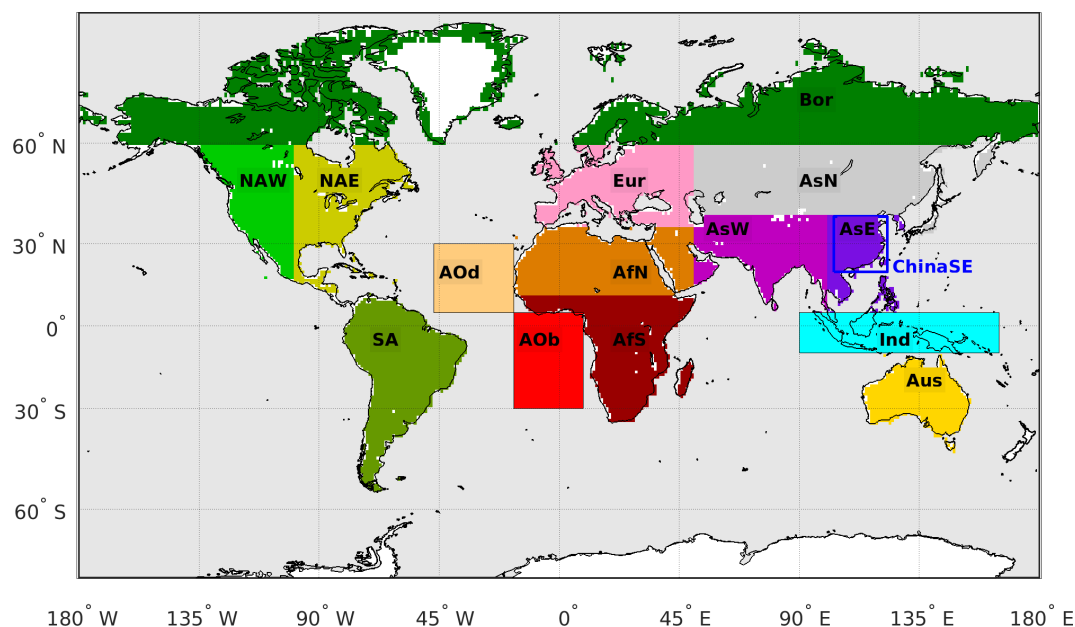 Bor
60° N
NAW
NAE
Eur
AsN
AsW
AsE
30° N
ChinaSE
AOd
AfN
0°
SA
AOb
AfS
Ind
Aus
30° S
60° S
180° W
135° W
90° W
45° W
0°
45° E
90° E
135° E
180° E